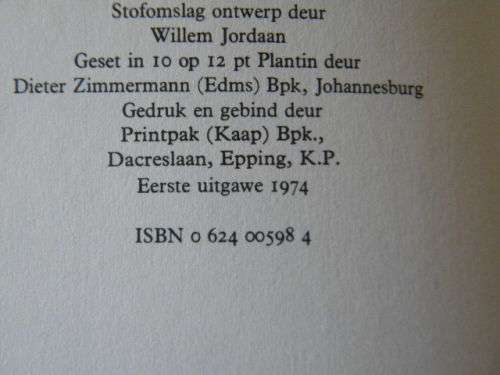 Stofomslag ontwerp deur
Willem Jordaan
Geset in 10 op 12 pt Plantin deur
Dieter Zimmermann (Edms) Bpk, Johannesburg
Gedruk en gebind deur
Printpak (Kaap) Bpk.,
Dacreslaan, Epping, K.P.
Eerste uitgawe 1974
ISBN 0 624 00598 4